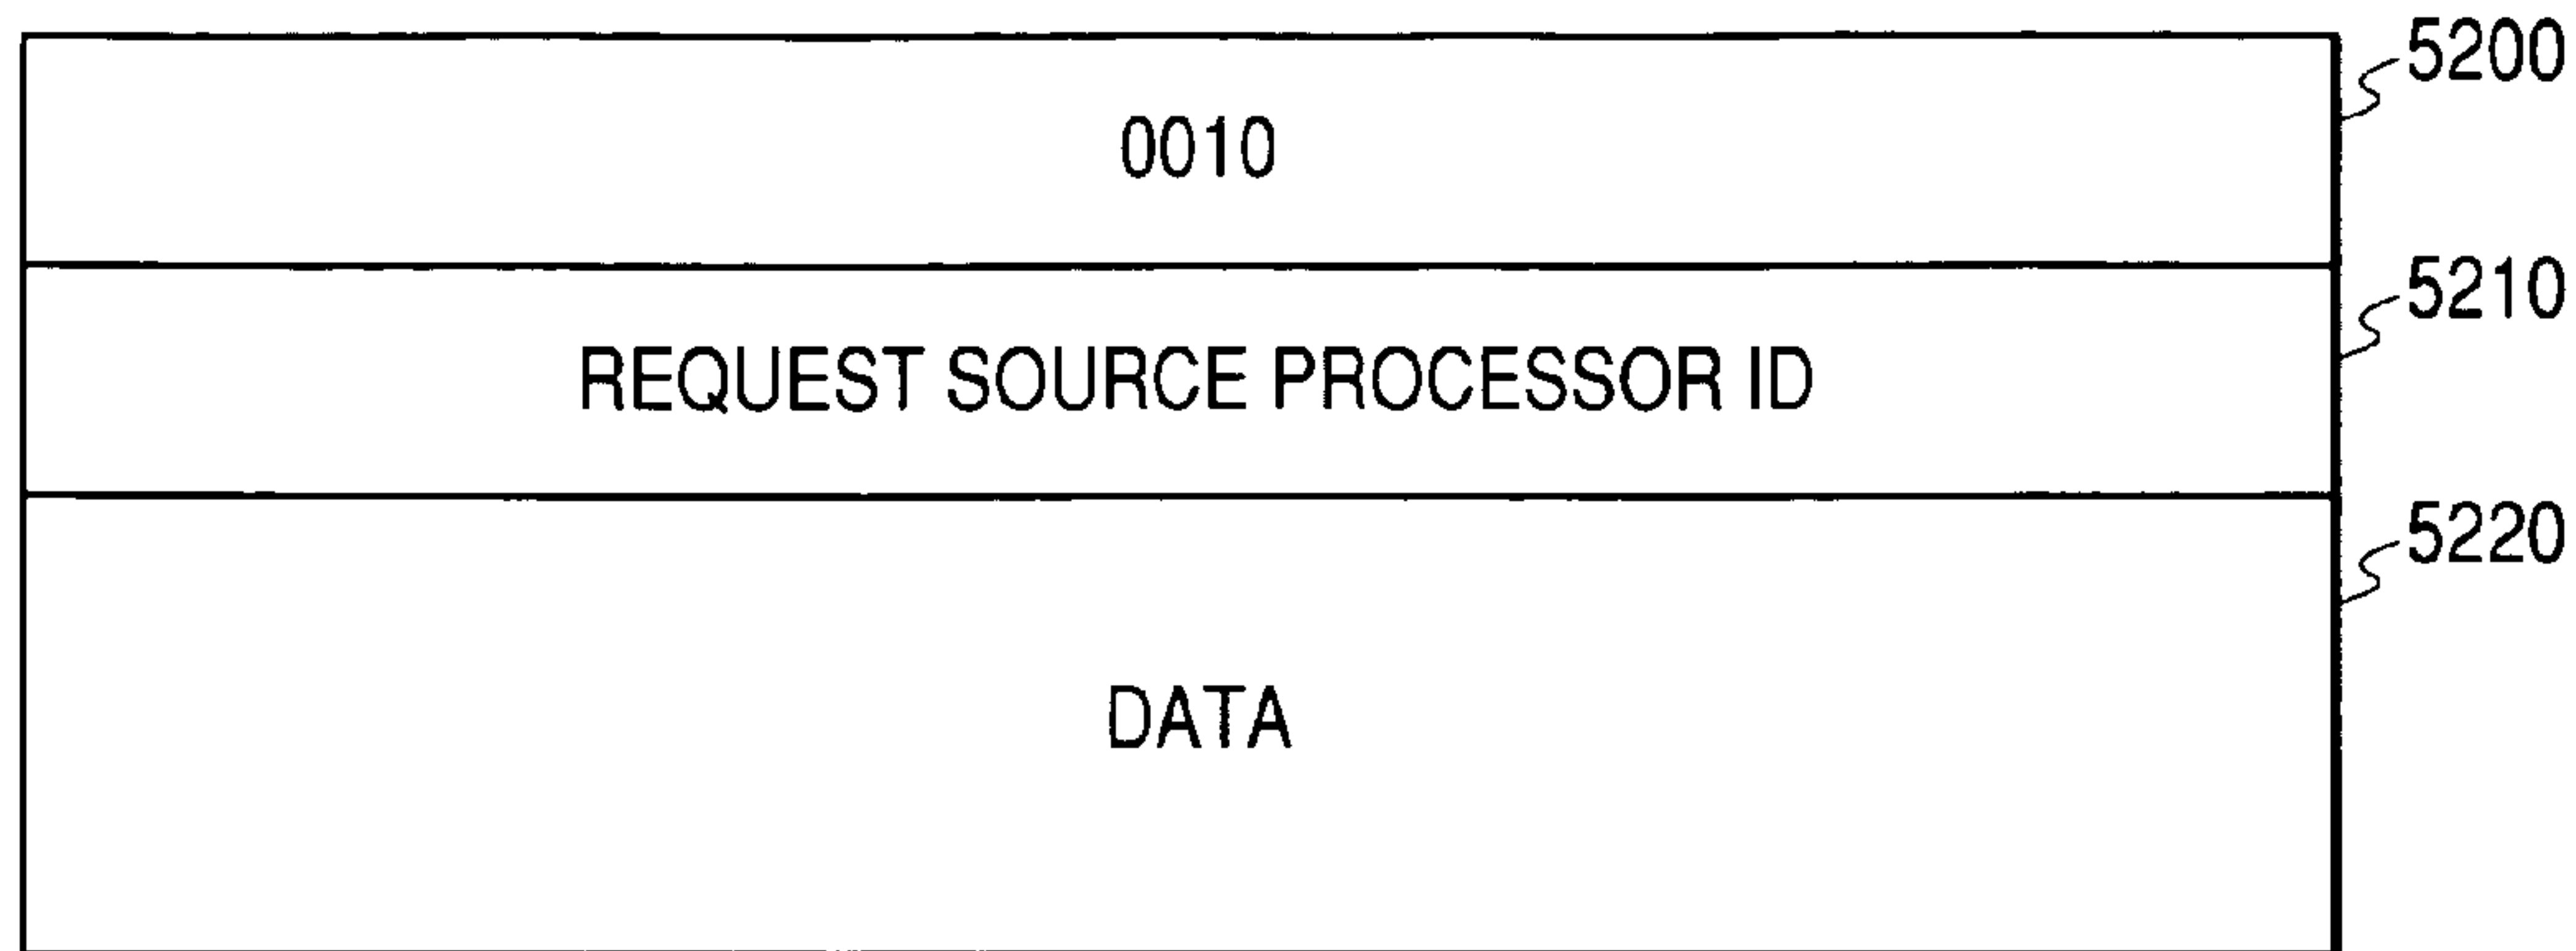 5200
0010
5210
REQUEST SOURCE PROCESSOR ID
5220
DATA